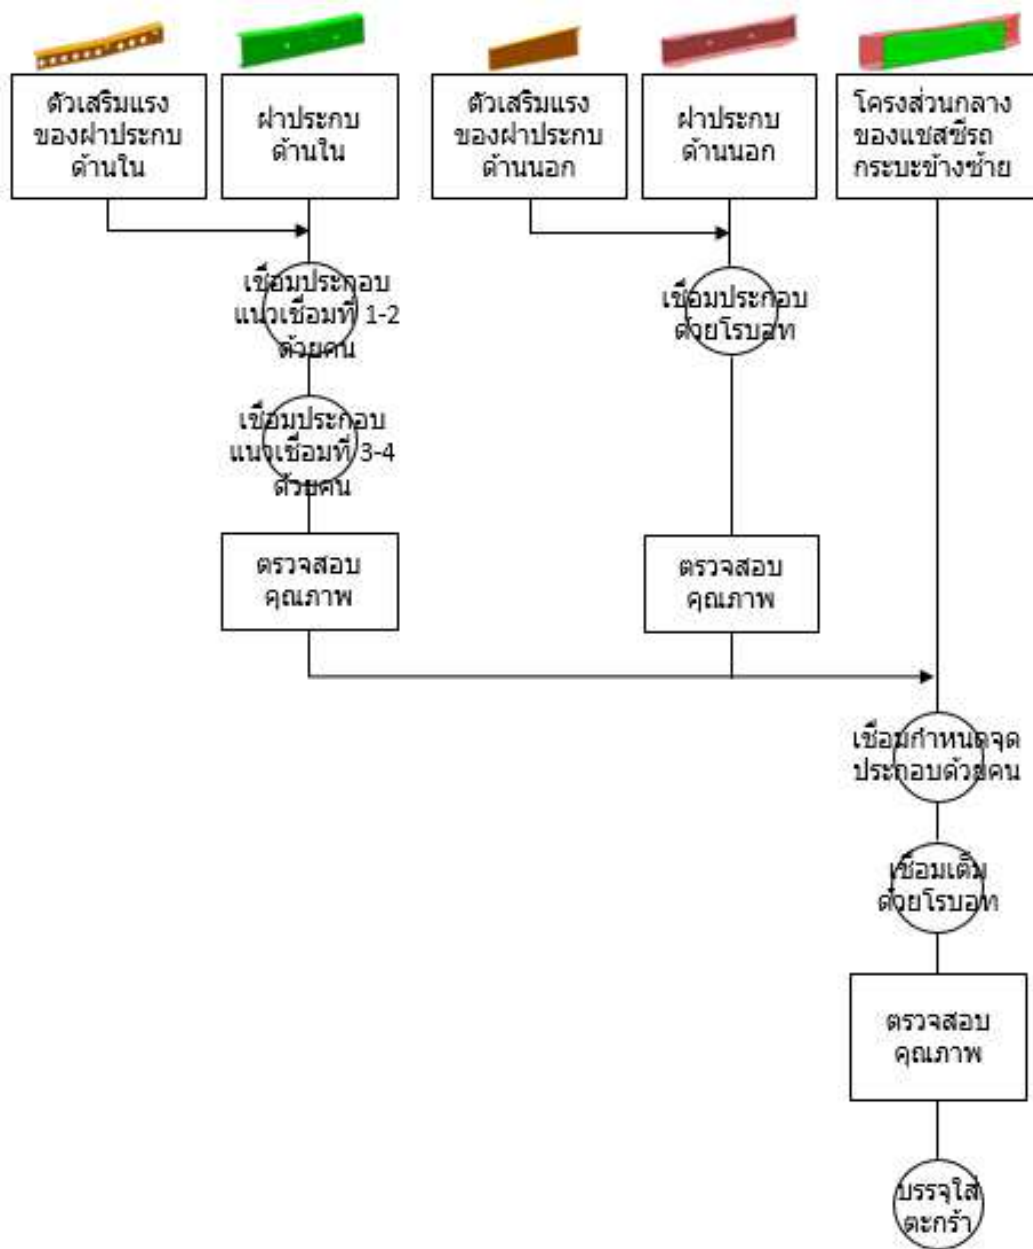 ตัวเสริมแรง
ของฝาประกบ
ด้านใน
ฝาประกบ
ด้านใน
ตัวเสริมแรง
ของฝาประกบ
ด้านนอก
ฝาประกบ
ด้านนอก
โครงส่วนกลาง
ของแชสซีรถ
กระบะข้างซ้าย
เชื่อมประกอบ
แนวเชื่อมที่ 1-2
ด้วยคน
เชื่อมประกอบ
ด้วยโรบอท
เชื่อมประกอบ
แนวเชื่อมที่ 3-4
ด้วยคน
ตรวจสอบ
คุณภาพ
ตรวจสอบ
คุณภาพ
เชื่อมกำหนดจุด
ประกอบด้วยคน
เชื่อมเต็ม
ด้วยโรบอท
ตรวจสอบ
คุณภาพ
บรรจุใส่
ตะกร้า